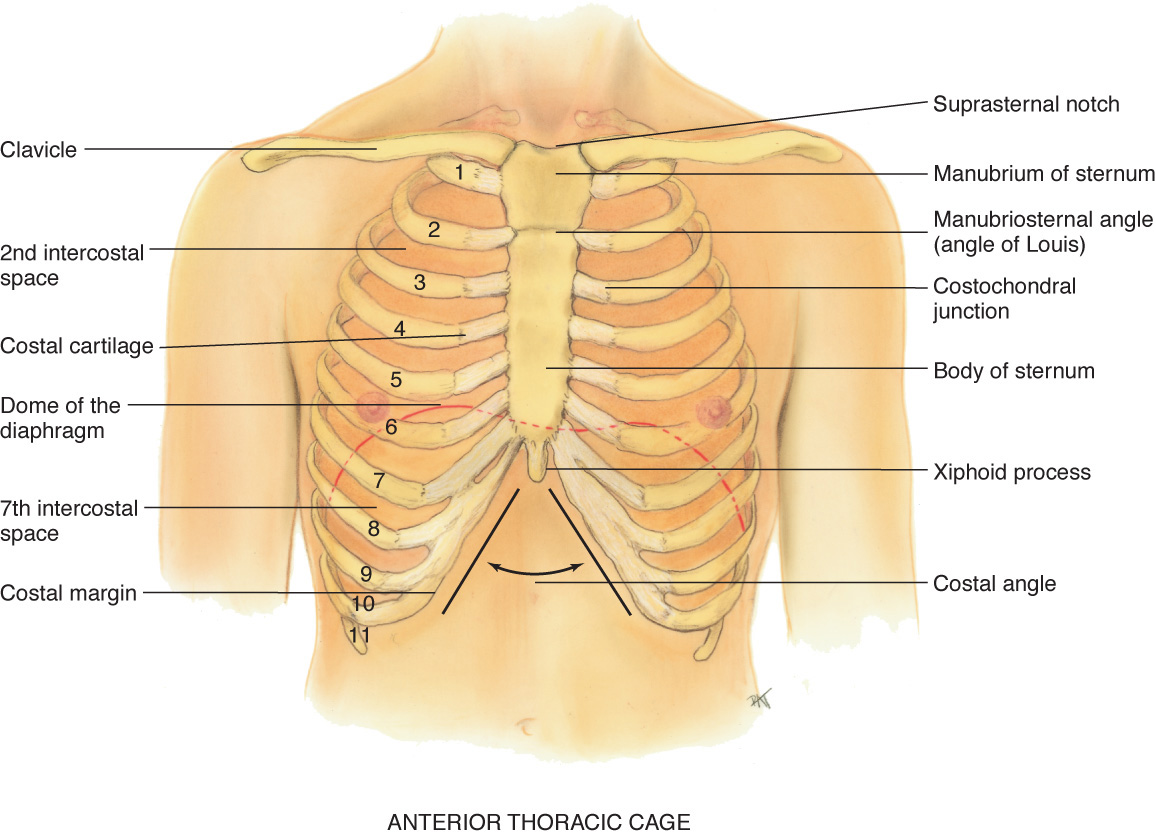 Clavicle
2nd intercostal
space
Costal cartilage
Dome of the
diaphragm
7th intercostal
space
Costal margin
1
2
3
4
5
6
7
8
9
10
11
Suprasternal notch
Manubrium of sternum
Manubriosternal angle
(angle of Louis)
Costochondral
junction
Body of sternum
Xiphoid process
Costal angle
ANTERIOR THORACIC CAGE